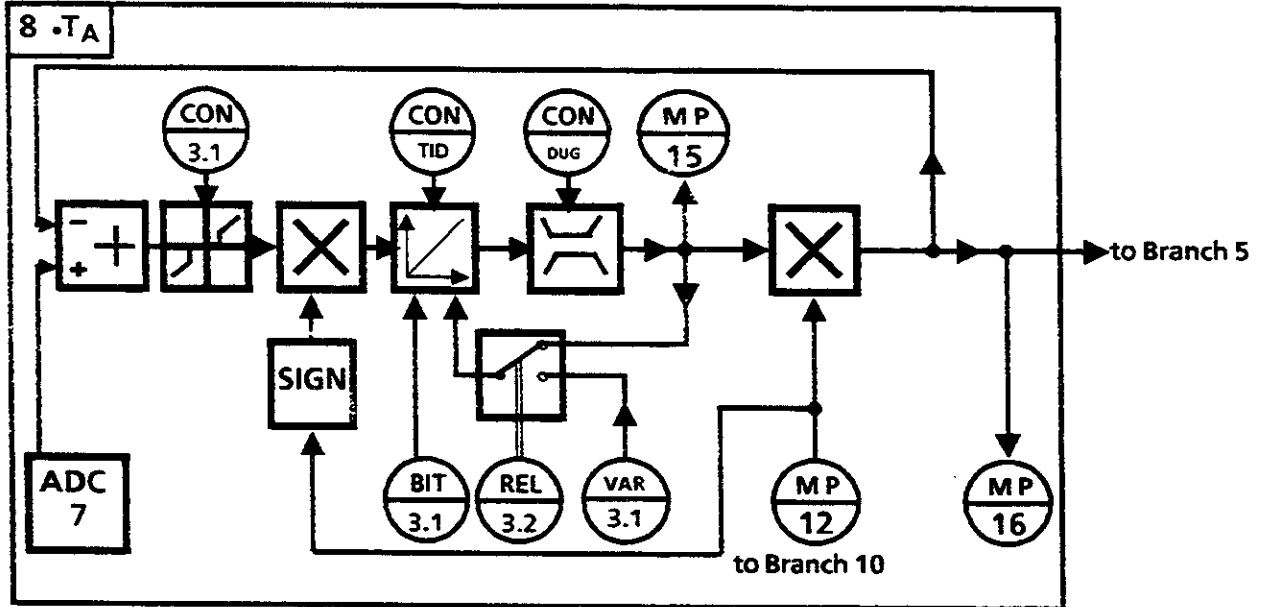 8 •TA
CON
3.1
CON
TID
CON
DUG
MP
15
−
+
+
to Branch 5
SIGN
ADC
7
BIT
3.1
REL
3.2
VAR
3.1
MP
12
MP
16
to Branch 10